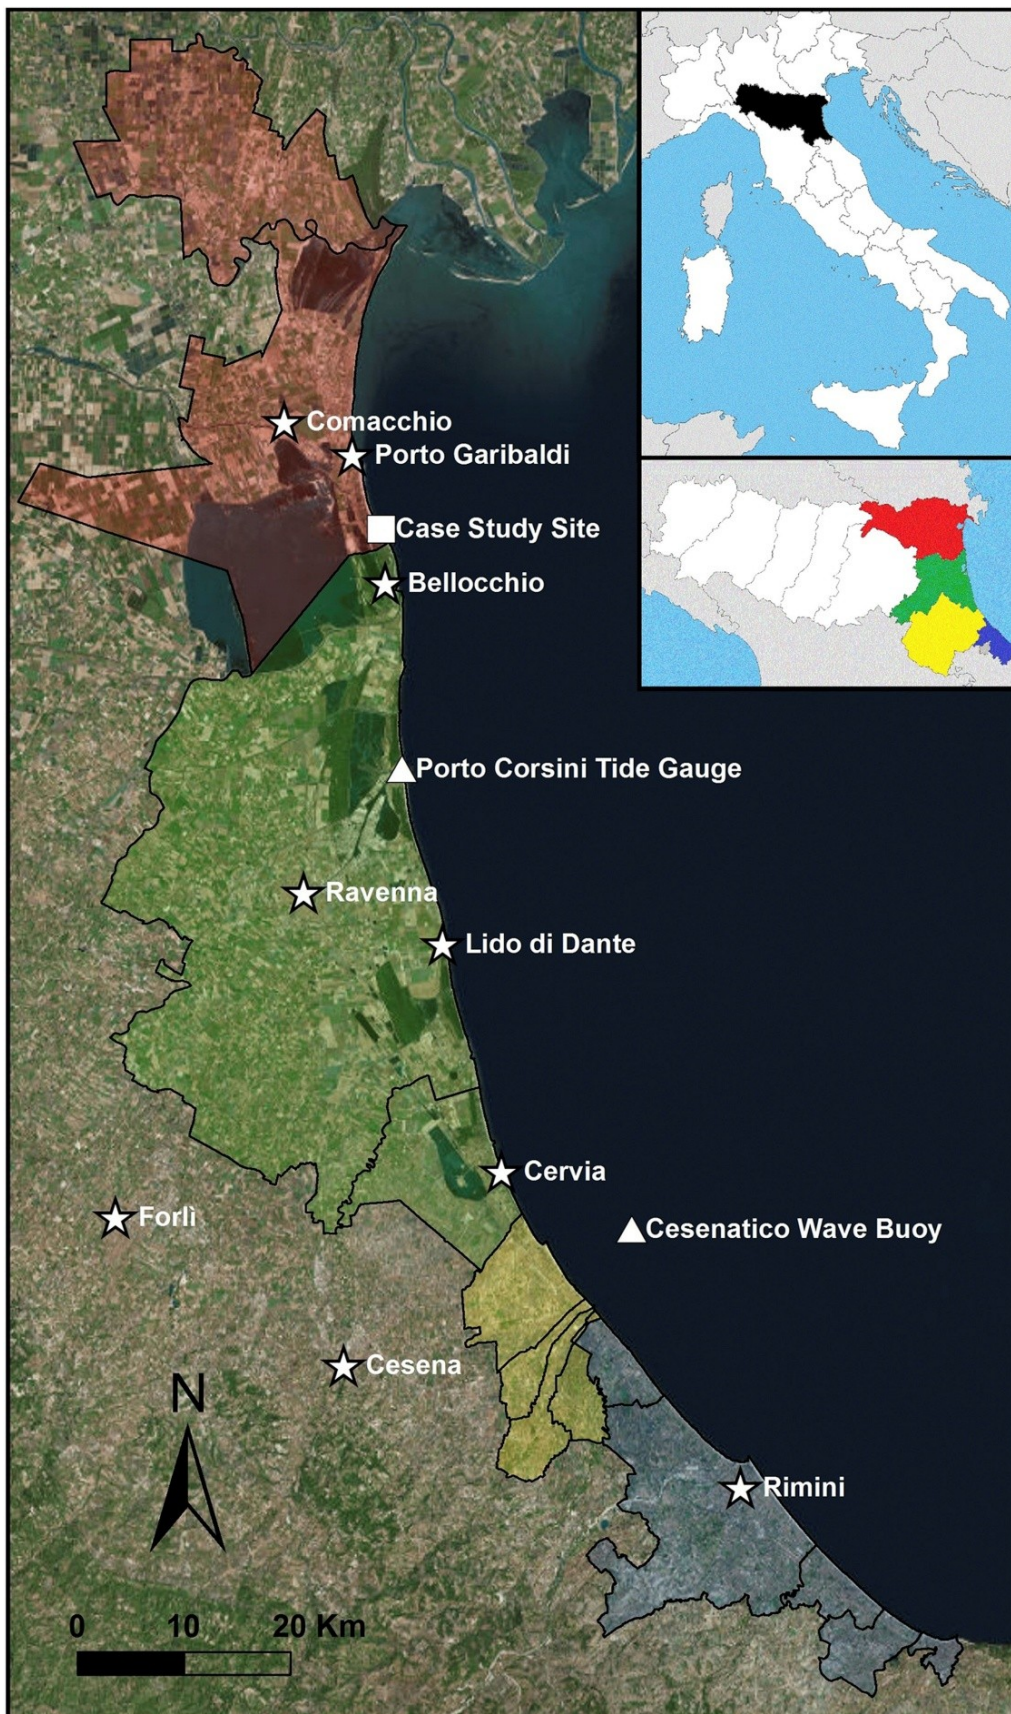 Comacchio
Porto Garibaldi
Case Study Site
Bellocchio
Porto Corsini Tide Gauge
Ravenna
Lido di Dante
Cervia
Forlì
Cesenatico Wave Buoy
Cesena
N
Rimini
0 10 20 Km